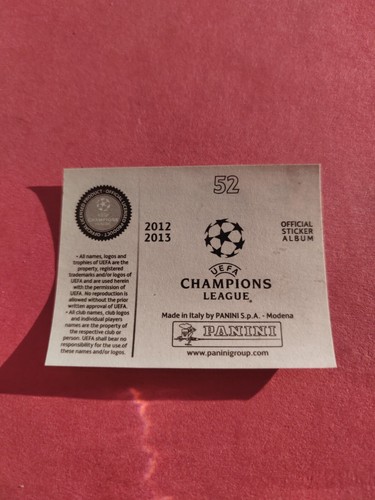 52
2012
2013
OFFICIAL
STICKER
ALBUM
UEFA
CHAMPIONS
LEAGUE
• All names, logos and
trophies of UEFA are the
property, registered
trademarks and/or logos of
UEFA and are used herein
with the permission of
UEFA. No reproduction is
allowed without the prior
written approval of UEFA.
• All club names, club logos
and individual players
names are the property of
the respective club or
person. UEFA shall bear no
responsibility for the use of
these names and/or logos.
Made in Italy by PANINI S.p.A. - Modena
PANINI
www.paninigroup.com